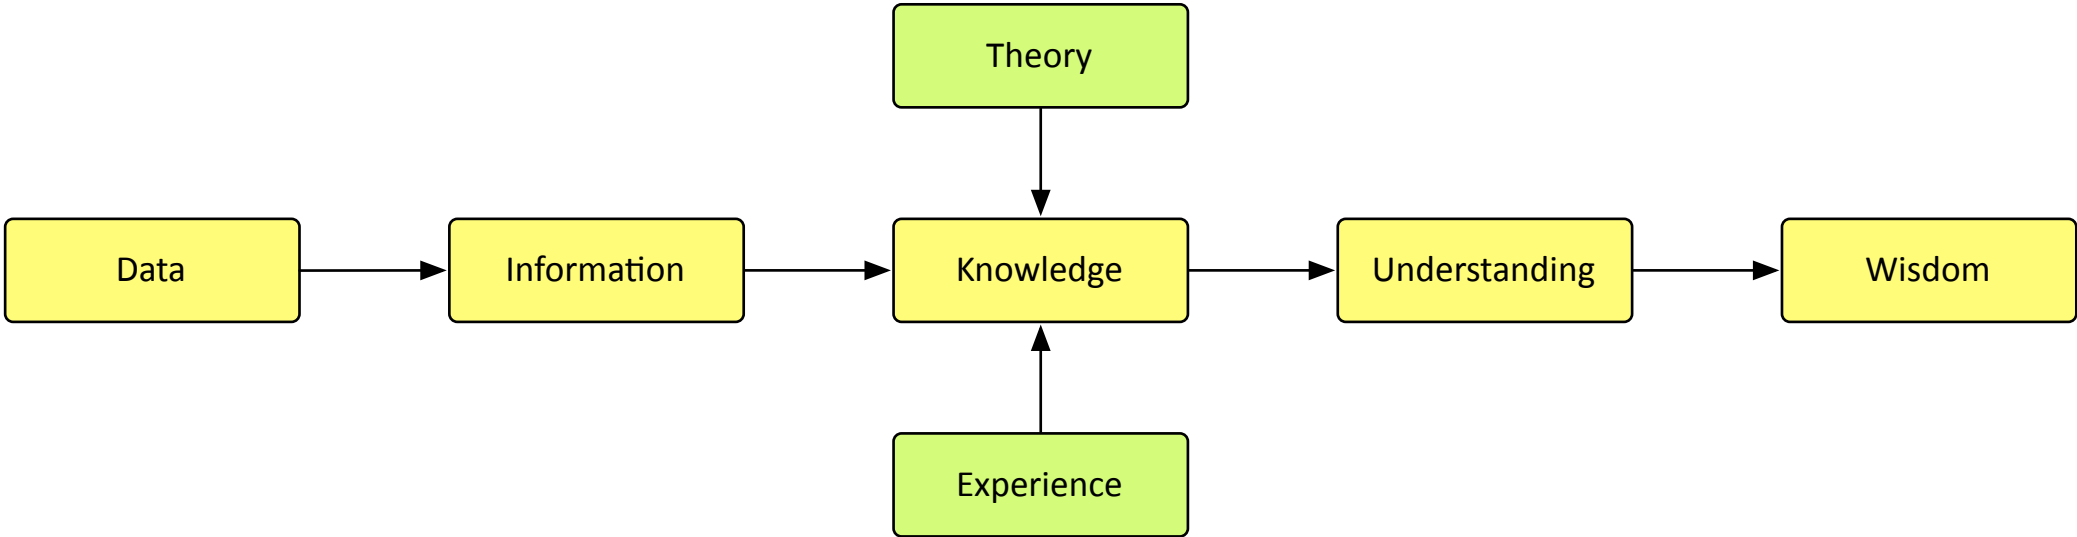 Theory
Data
Information
Knowledge
Understanding
Wisdom
Experience